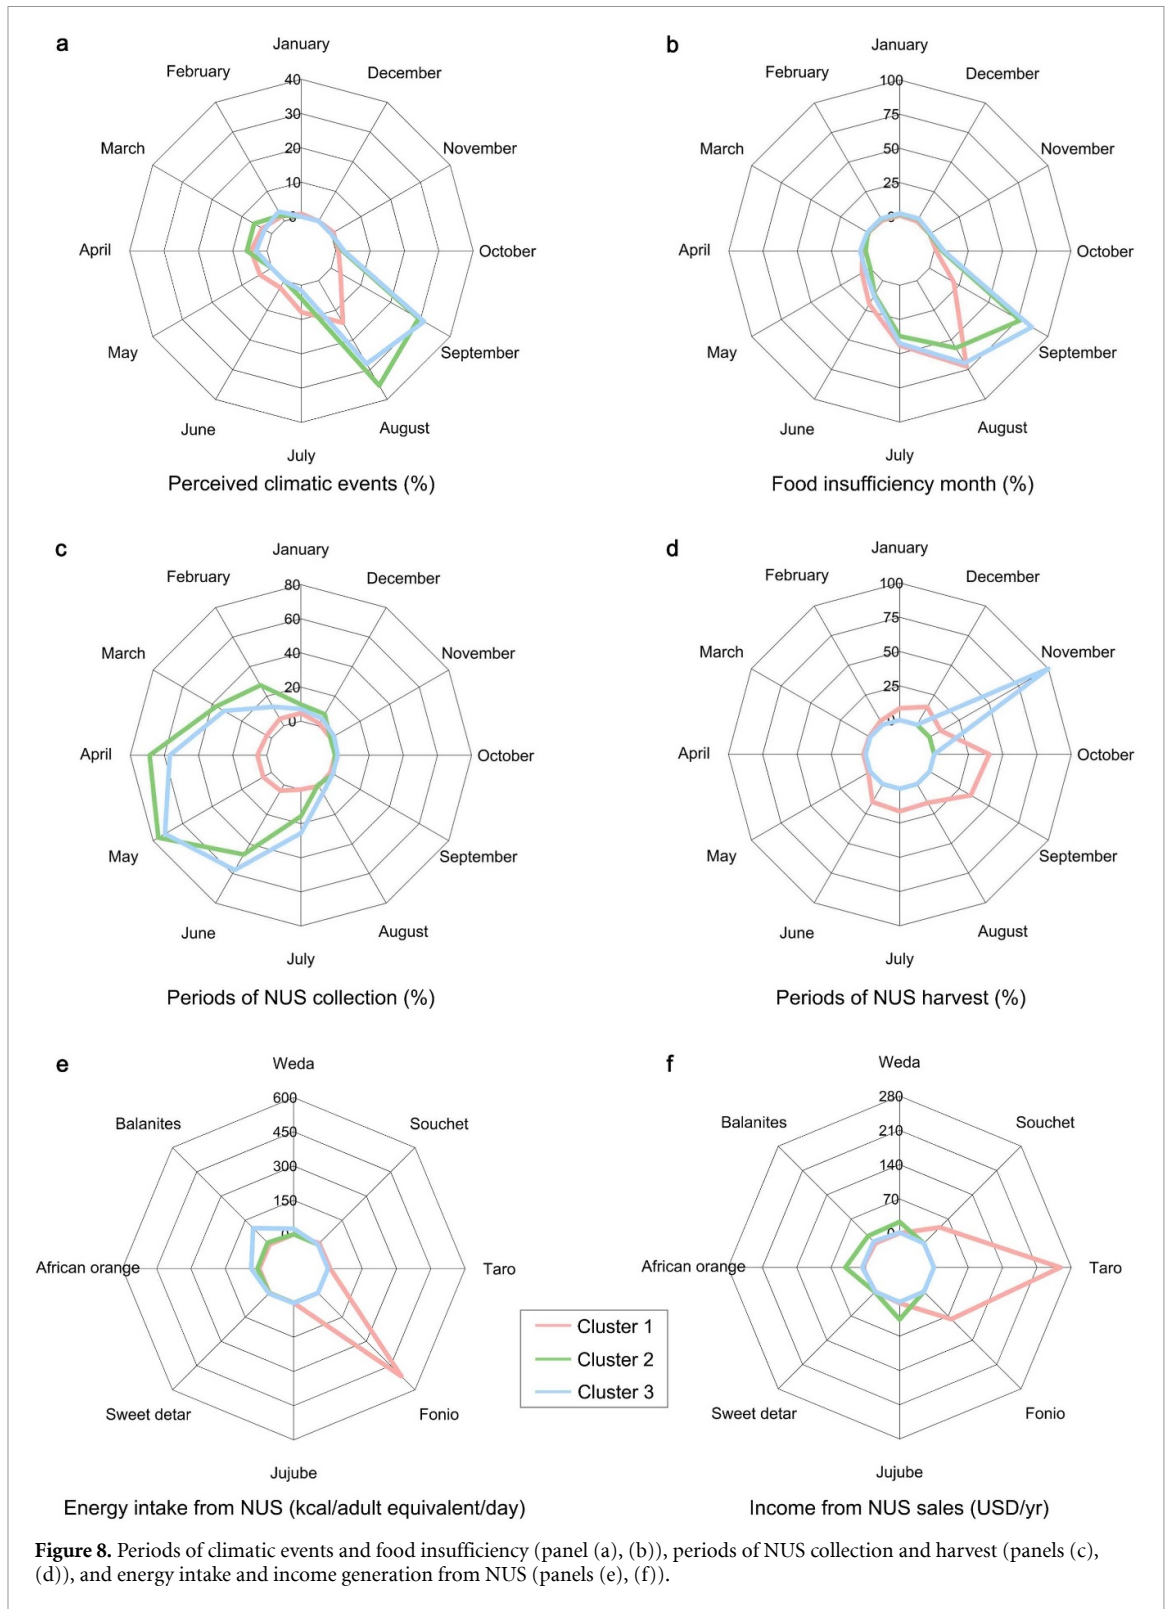 a
January
February
December
40
30
March
November
20
10
0
April
October
May
September
June
August
July
Perceived climatic events (%)
b
January
February
December
100
75
March
November
50
25
0
April
October
May
September
June
August
July
Food insufficiency month (%)
c
January
February
December
80
60
March
November
40
20
0
April
October
May
September
June
August
July
Periods of NUS collection (%)
d
January
February
December
100
75
March
November
50
25
0
April
October
May
September
June
August
July
Periods of NUS harvest (%)
e
Weda
600
Balanites
Souchet
450
300
150
0
African orange
Taro
Sweet detar
Fonio
Jujube
Energy intake from NUS (kcal/adult equivalent/day)
f
Weda
280
Balanites
Souchet
210
140
70
0
African orange
Taro
Sweet detar
Fonio
Jujube
Income from NUS sales (USD/yr)
Cluster 1
Cluster 2
Cluster 3
Figure 8. Periods of climatic events and food insufficiency (panel (a), (b)), periods of NUS collection and harvest (panels (c),
(d)), and energy intake and income generation from NUS (panels (e), (f)).